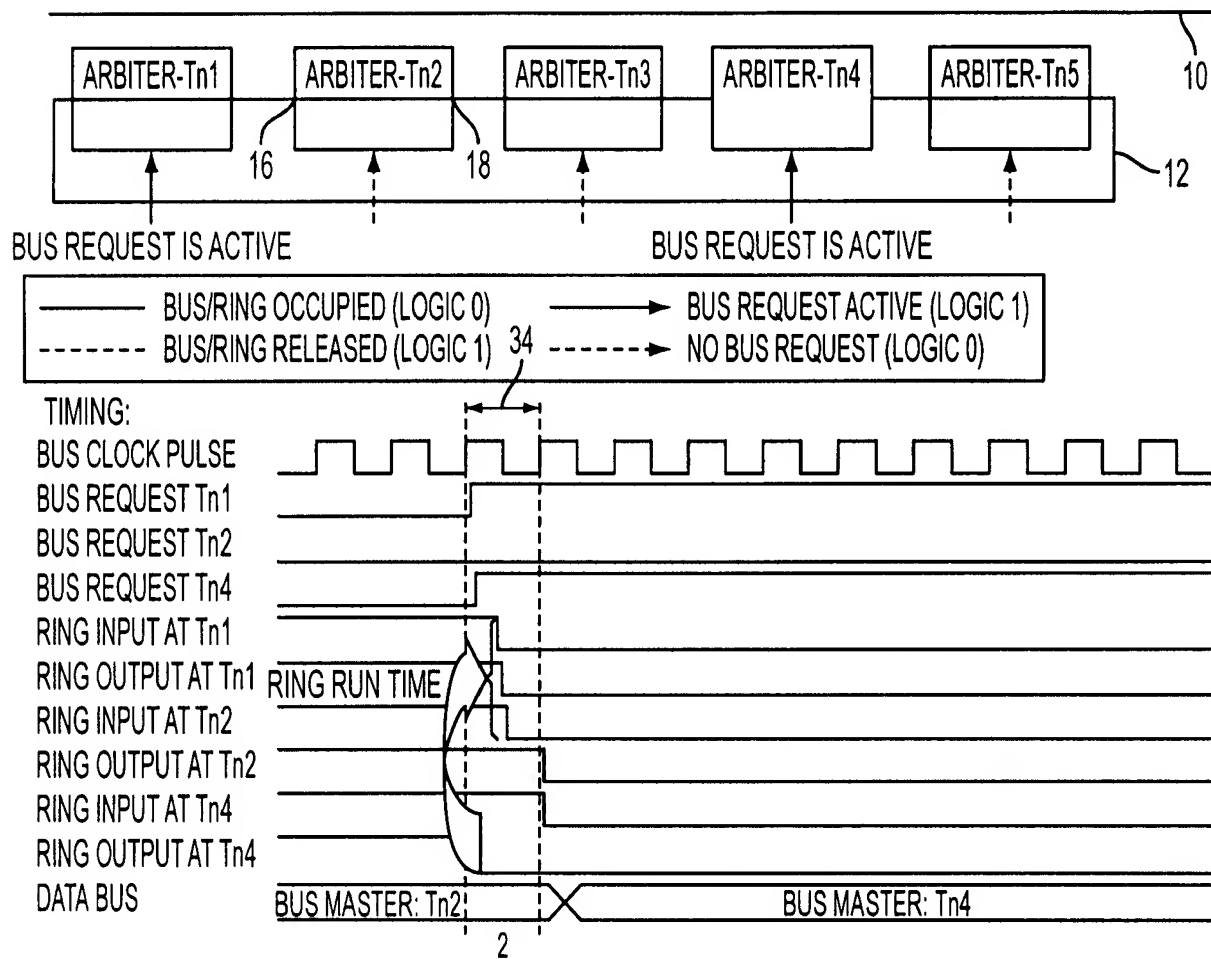 10
ARBITER-Tn1 ARBITER-Tn2 ARBITER-Tn3 ARBITER-Tn4 ARBITER-Tn5
16 18 12
BUS REQUEST IS ACTIVE BUS REQUEST IS ACTIVE
BUS/RING OCCUPIED (LOGIC 0) BUS REQUEST ACTIVE (LOGIC 1)
BUS/RING RELEASED (LOGIC 1) 34 NO BUS REQUEST (LOGIC 0)
TIMING:
BUS CLOCK PULSE
BUS REQUEST Tn1
BUS REQUEST Tn2
BUS REQUEST Tn4
RING INPUT AT Tn1
RING OUTPUT AT Tn1 RING RUN TIME
RING INPUT AT Tn2
RING OUTPUT AT Tn2
RING INPUT AT Tn4
RING OUTPUT AT Tn4
DATA BUS BUS MASTER: Tn2 BUS MASTER: Tn4
2